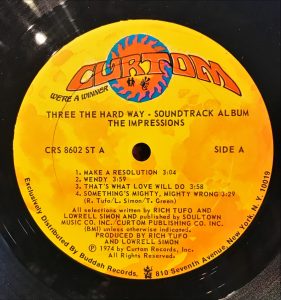 CURTOM
WE'RE A WINNER
THREE THE HARD WAY - SOUNDTRACK ALBUM
THE IMPRESSIONS
CRS 8602 ST A
SIDE A
1. MAKE A RESOLUTION 3:04
2. WENDY 3:59
3. THAT'S WHAT LOVE WILL DO 3:58
4. SOMETHING'S MIGHTY, MIGHTY WRONG 3:29
(R. Tufo/L. Simon/T. Green)
All selections written by RICH TUFO and
LOWRELL SIMON and published by SOULTOWN
MUSIC CO. INC./CURTOM PUBLISHING CO. INC.
(BMI) unless otherwise indicated.
PRODUCED BY RICH TUFO
and LOWRELL SIMON
Ⓟ 1974 by Curtom Records, Inc.
All Rights Reserved.
Exclusively Distributed By Buddah Records, 810 Seventh Avenue, New York, N.Y. 10019